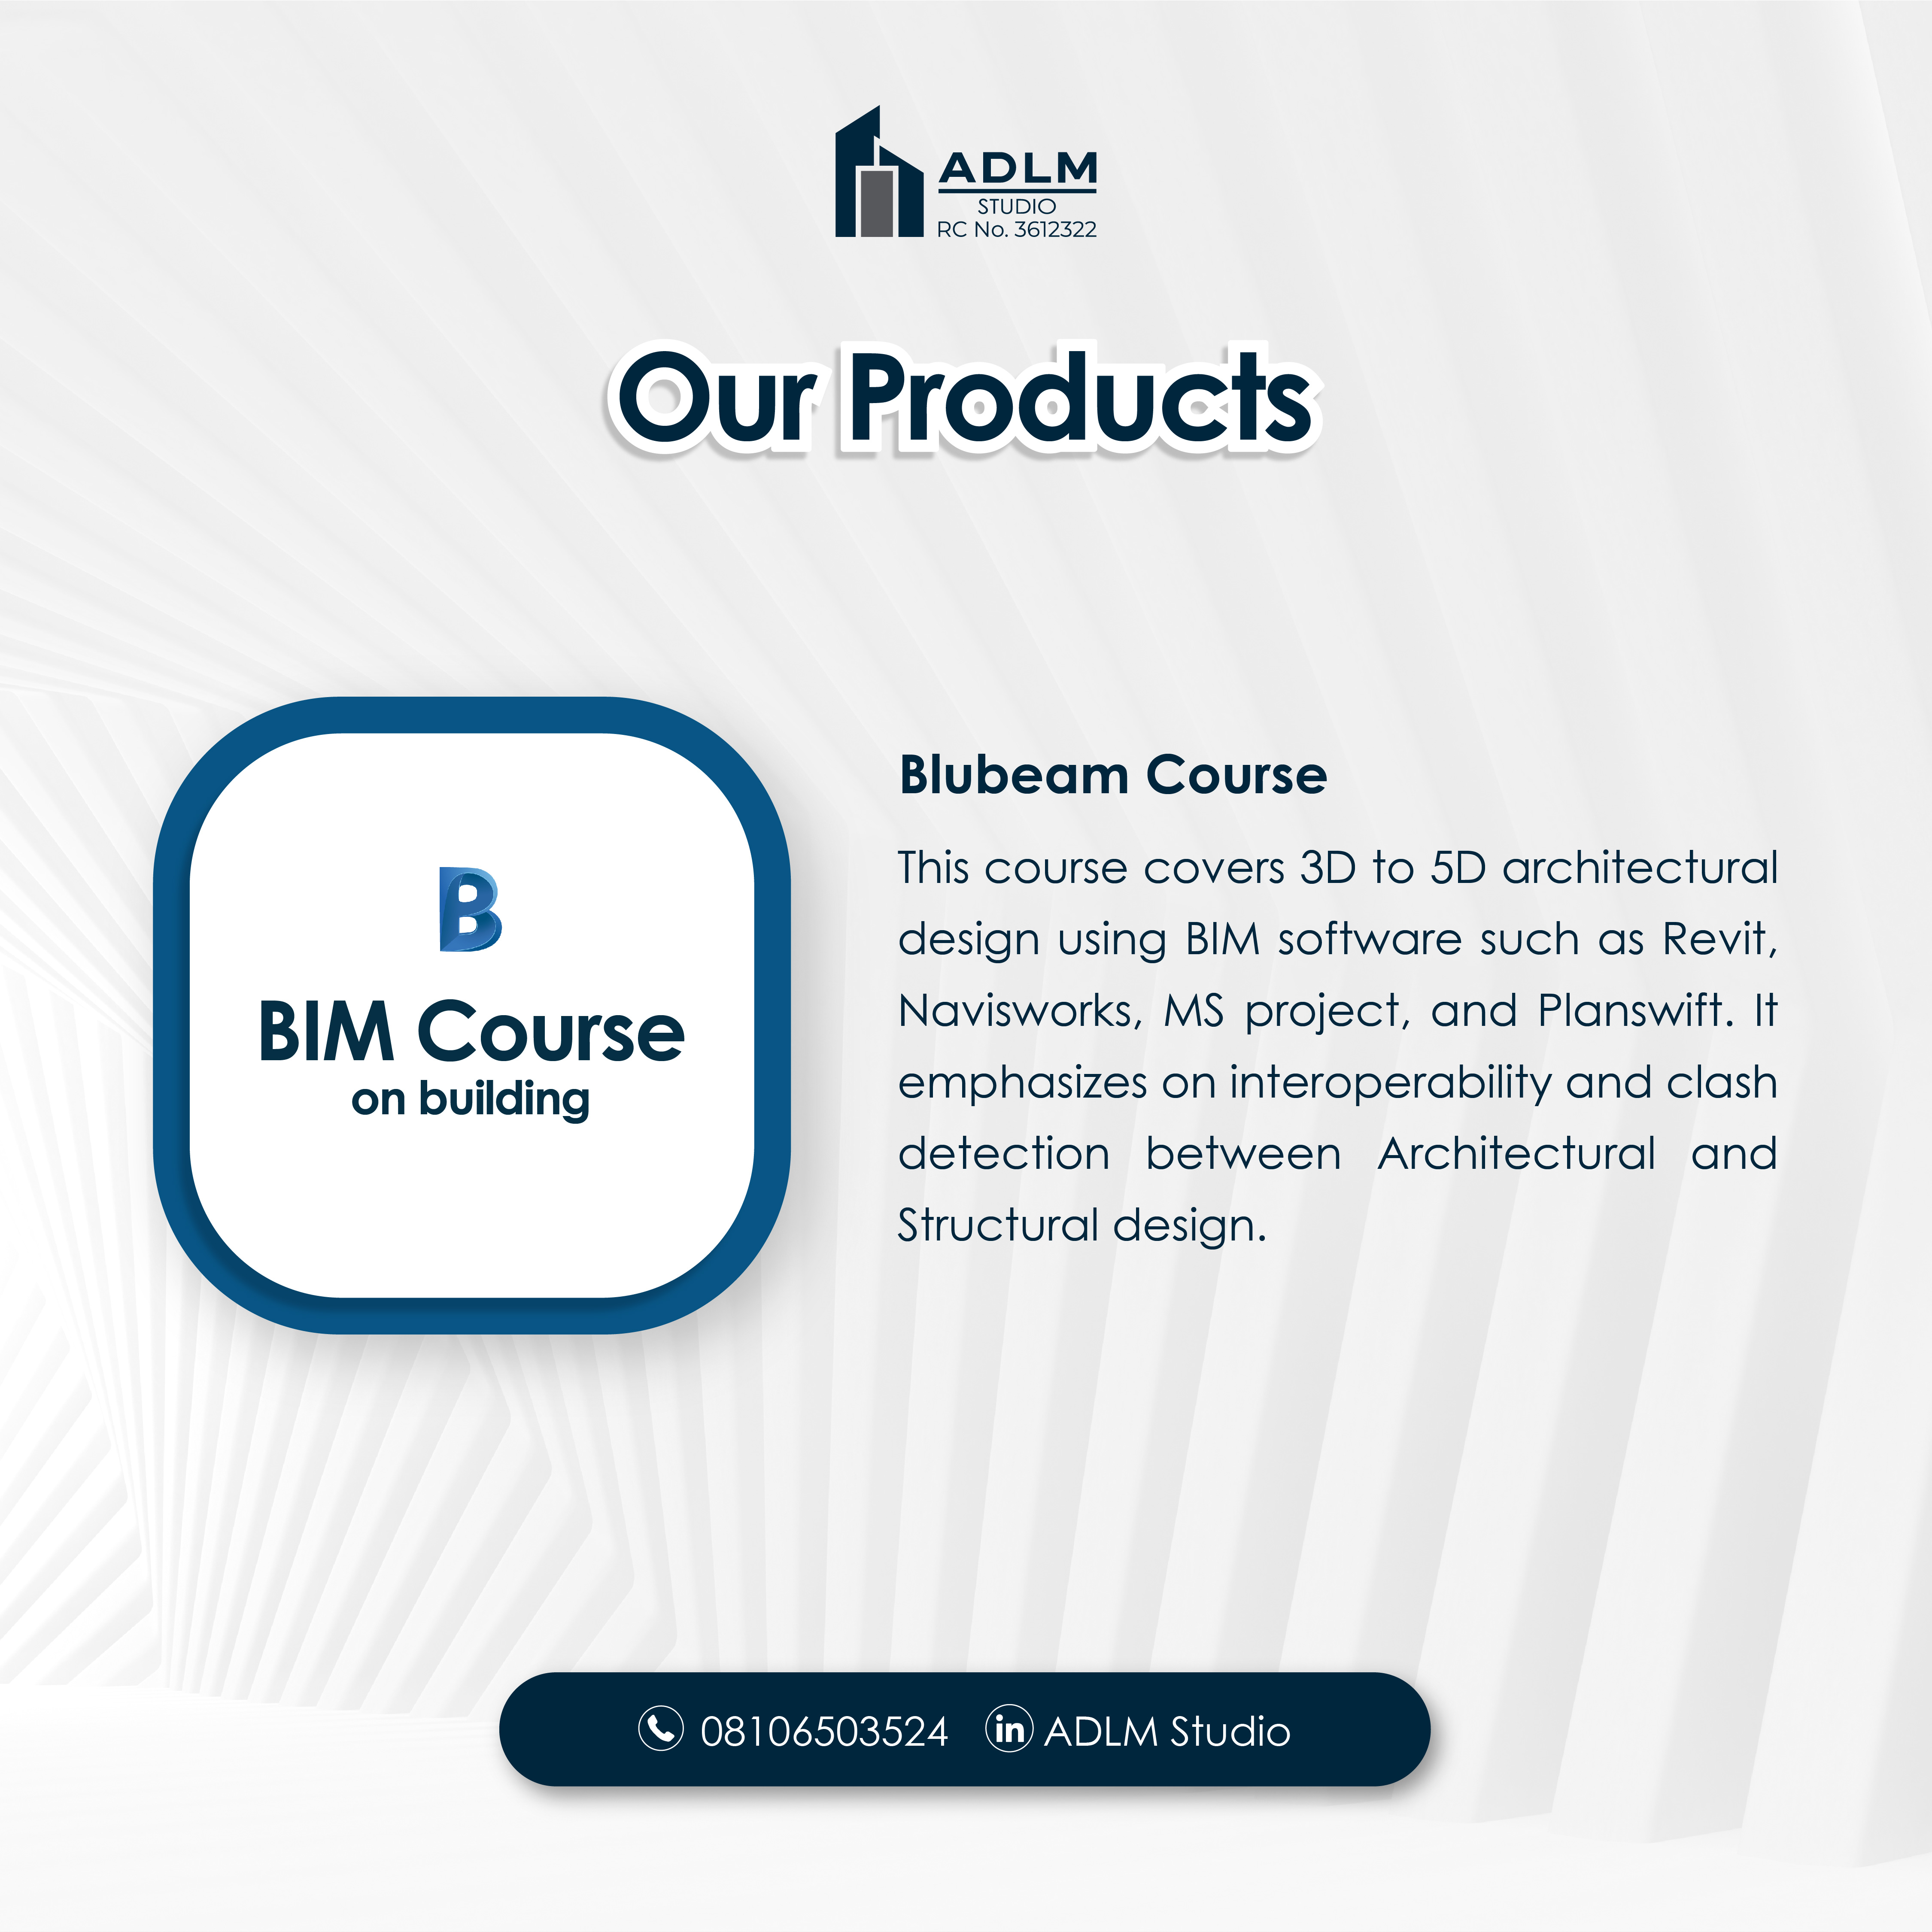 ADLM
STUDIO
RC No. 3612322
Our Products
B
BIM Course
on building
Blubeam Course
This course covers 3D to 5D architectural
design using BIM software such as Revit,
Navisworks, MS project, and Planswift. It
emphasizes on interoperability and clash
detection between Architectural and
Structural design.
08106503524 in ADLM Studio